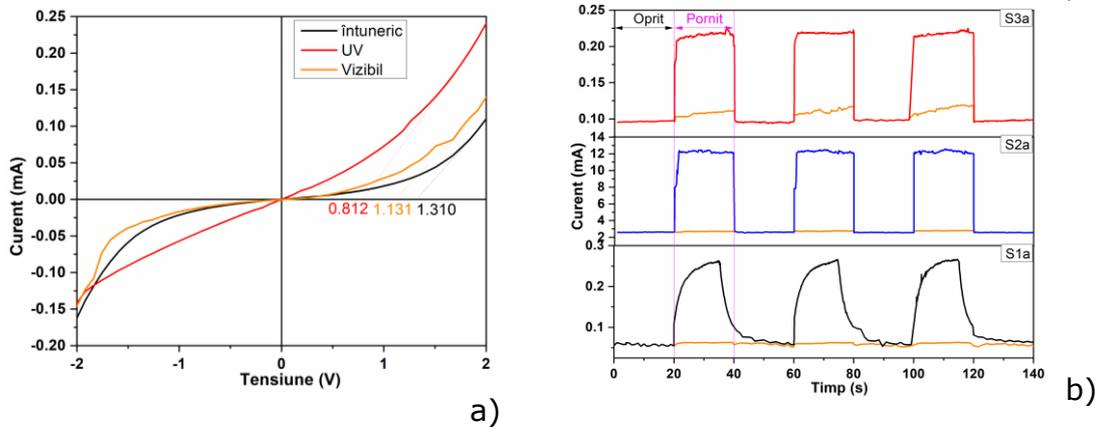 0.25
0.20
0.15
0.10
0.05
0.00
-0.05
-0.10
-0.15
-0.20
Curent (mA)
întuneric
UV
Vizibil
0.812 1.131 1.310
-2 -1 0 1 2
Tensiune (V)
a)
0.25
0.20
0.15
0.10
Oprit
Pornit
S3a
14
12
10
8
6
4
2
Curent (mA)
S2a
0.3
0.2
0.1
S1a
0 20 40 60 80 100 120 140
Timp (s)
b)